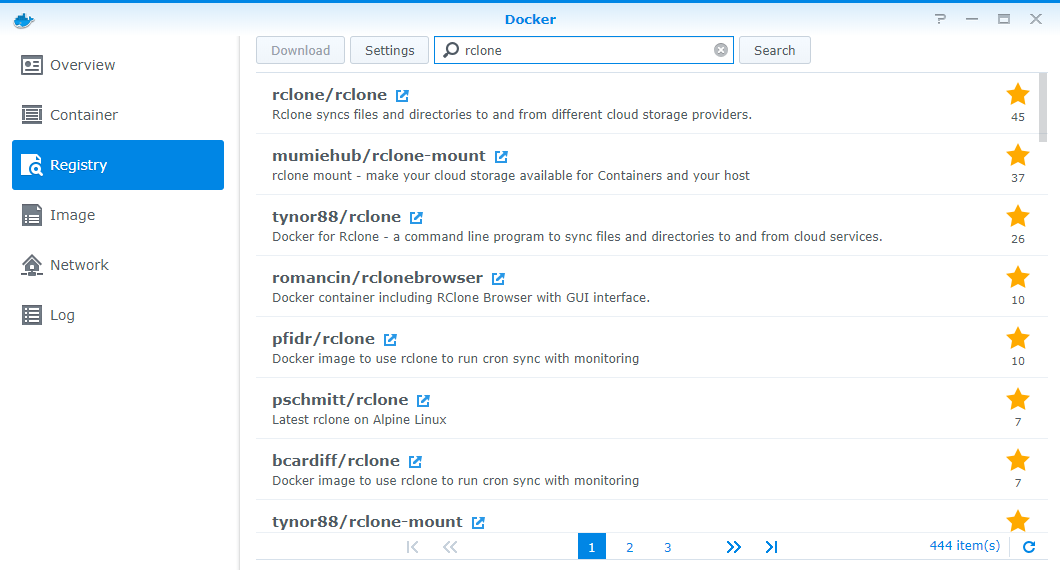 Docker
Overview
Container
Registry
Image
Network
Log
Download
Settings
rclone
Search
rclone/rclone
Rclone syncs files and directories to and from different cloud storage providers.
45
mumiehub/rclone-mount
rclone mount - make your cloud storage available for Containers and your host
37
tynor88/rclone
Docker for Rclone - a command line program to sync files and directories to and from cloud services.
26
romancin/rclonebrowser
Docker container including RClone Browser with GUI interface.
10
pfidr/rclone
Docker image to use rclone to run cron sync with monitoring
10
pschmitt/rclone
Latest rclone on Alpine Linux
7
bcardiff/rclone
Docker image to use rclone to run cron sync with monitoring
7
tynor88/rclone-mount
1 2 3
444 item(s)